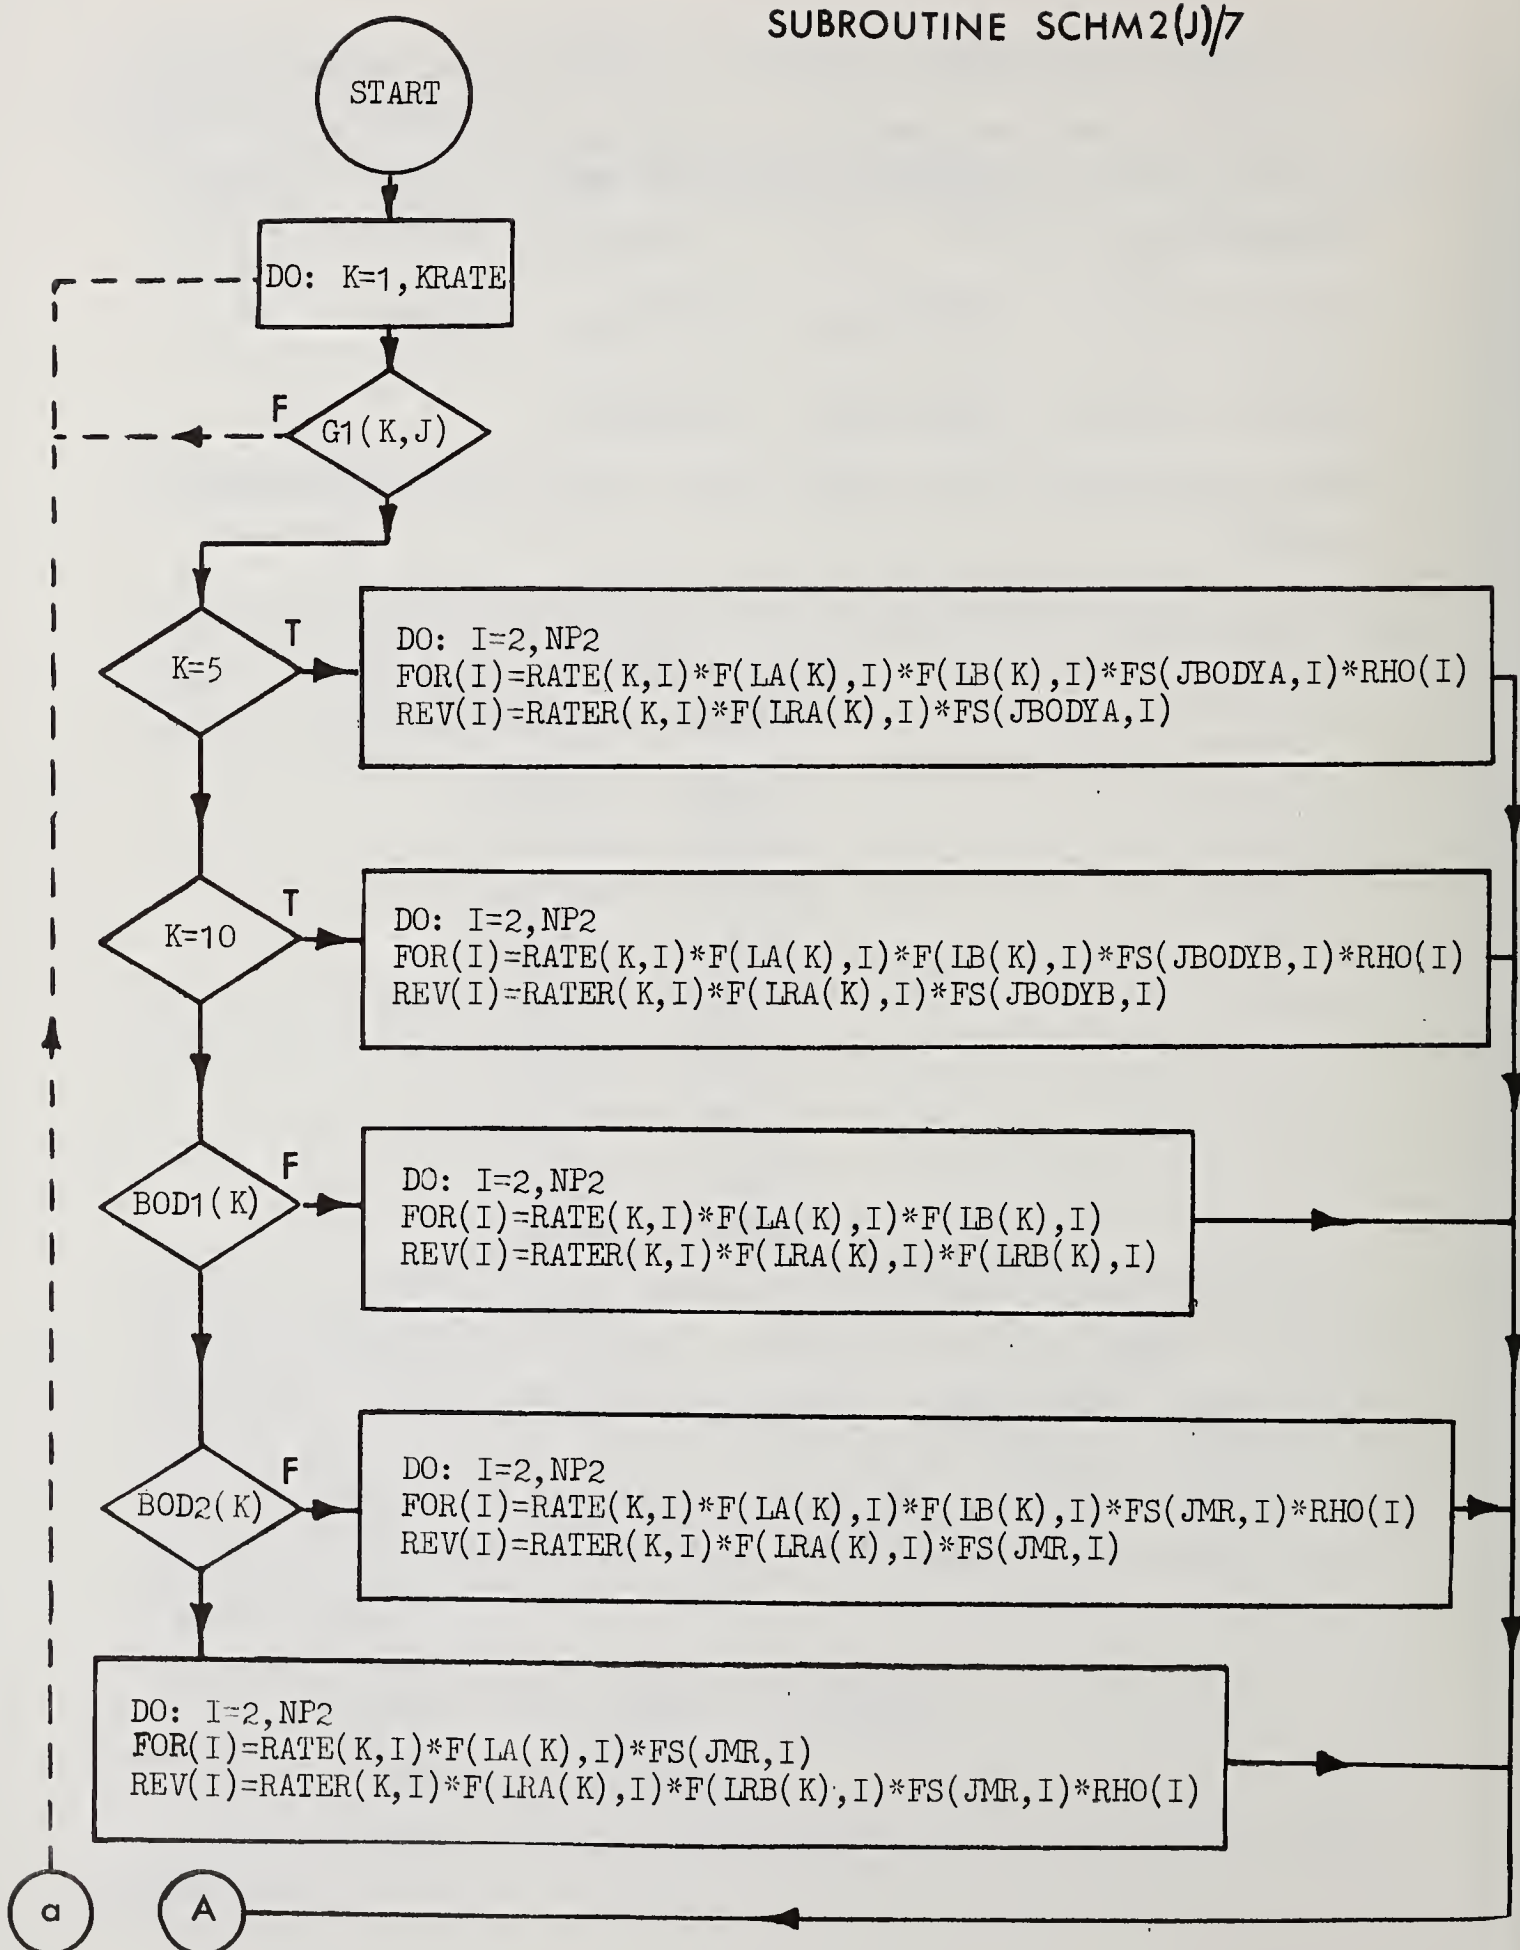 SUBROUTINE SCHM2(J)/7
START
DO: K=1,KRATE
F
G1(K,J)
K=5
T
DO: I=2,NP2
FOR(I)=RATE(K,I)*F(LA(K),I)*F(LB(K),I)*FS(JBODYA,I)*RHO(I)
REV(I)=RATER(K,I)*F(LRA(K),I)*FS(JBODYA,I)
K=10
T
DO: I=2,NP2
FOR(I)=RATE(K,I)*F(LA(K),I)*F(LB(K),I)*FS(JBODYB,I)*RHO(I)
REV(I)=RATER(K,I)*F(LRA(K),I)*FS(JBODYB,I)
BOD1(K)
F
DO: I=2,NP2
FOR(I)=RATE(K,I)*F(LA(K),I)*F(LB(K),I)
REV(I)=RATER(K,I)*F(LRA(K),I)*F(LRB(K),I)
BOD2(K)
F
DO: I=2,NP2
FOR(I)=RATE(K,I)*F(LA(K),I)*F(LB(K),I)*FS(JMR,I)*RHO(I)
REV(I)=RATER(K,I)*F(LRA(K),I)*FS(JMR,I)
DO: I=2,NP2
FOR(I)=RATE(K,I)*F(LA(K),I)*FS(JMR,I)
REV(I)=RATER(K,I)*F(LRA(K),I)*F(LRB(K),I)*FS(JMR,I)*RHO(I)
a
A